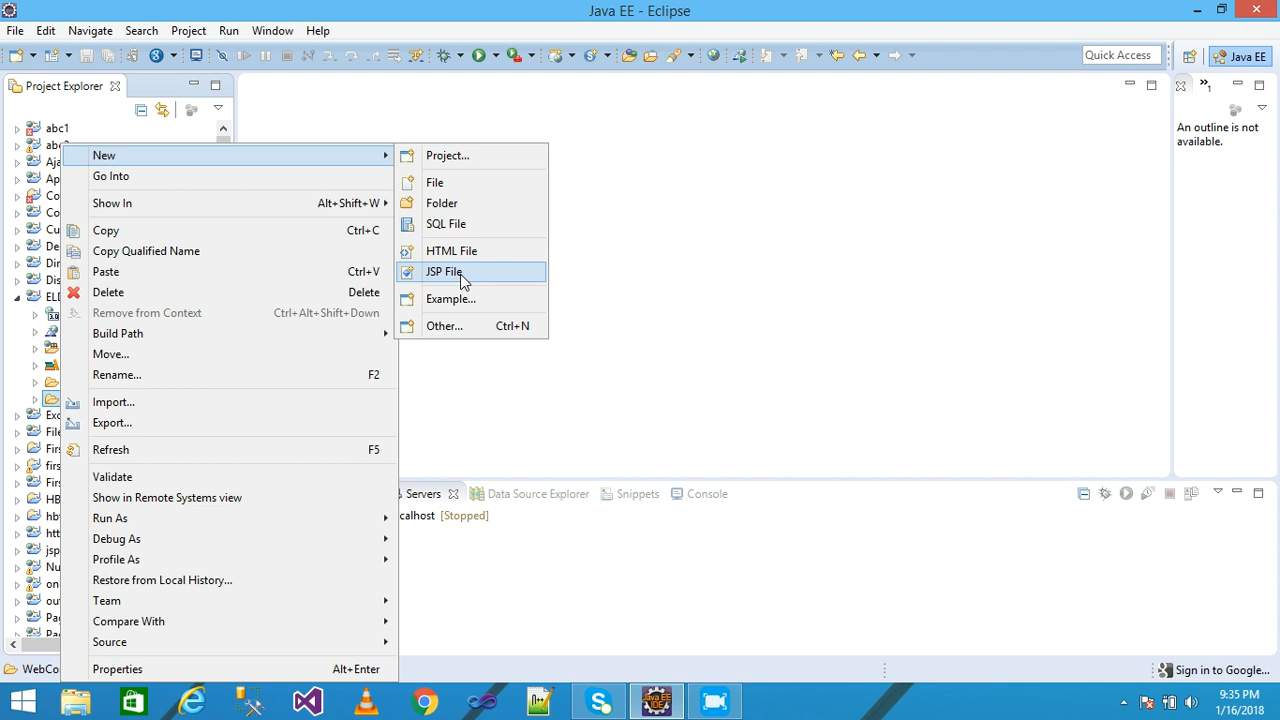 Java EE - Eclipse
File Edit Navigate Search Project Run Window Help
Quick Access
Java EE
Project Explorer
1
abc1
An outline is not available.
New
Go Into
Show In Alt+Shift+W
Copy Ctrl+C
Copy Qualified Name
Paste Ctrl+V
Delete Delete
Remove from Context Ctrl+Alt+Shift+Down
Build Path
Move...
Rename... F2
Import...
Export...
Refresh F5
Validate
Show in Remote Systems view
Run As
Debug As
Profile As
Restore from Local History...
Team
Compare With
Source
Properties Alt+Enter
Project...
File
Folder
SQL File
HTML File
JSP File
Example...
Other... Ctrl+N
Servers Data Source Explorer Snippets Console
calhost [Stopped]
WebCo
Sign in to Google...
9:35 PM
1/16/2018